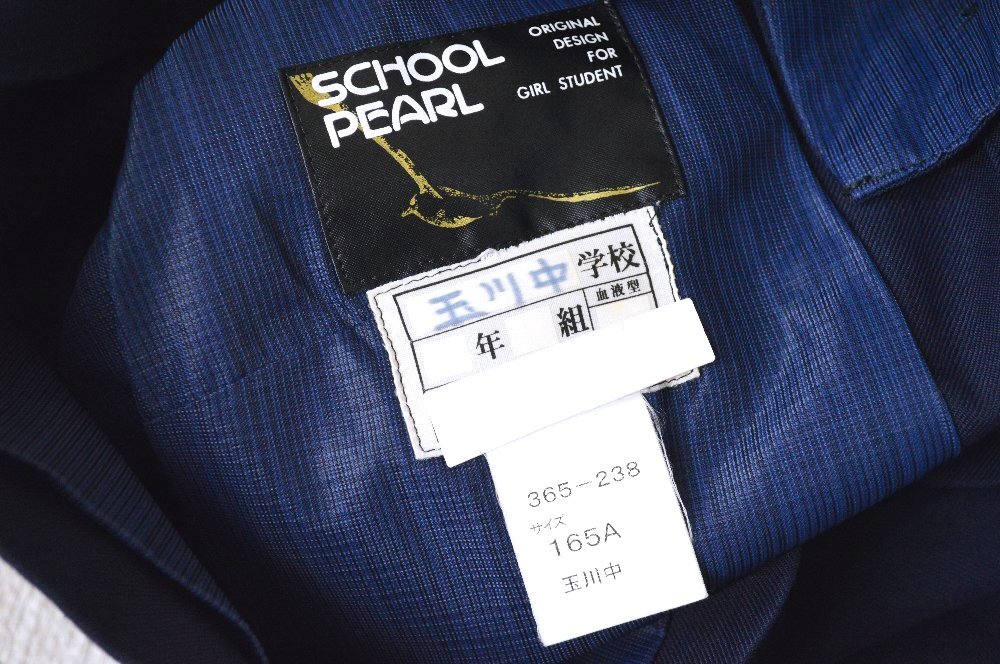 SCHOOL
PEARL
ORIGINAL
DESIGN
FOR
GIRL STUDENT
玉川中 学校
年 組 血液型
365-238
サイズ
165A
玉川中